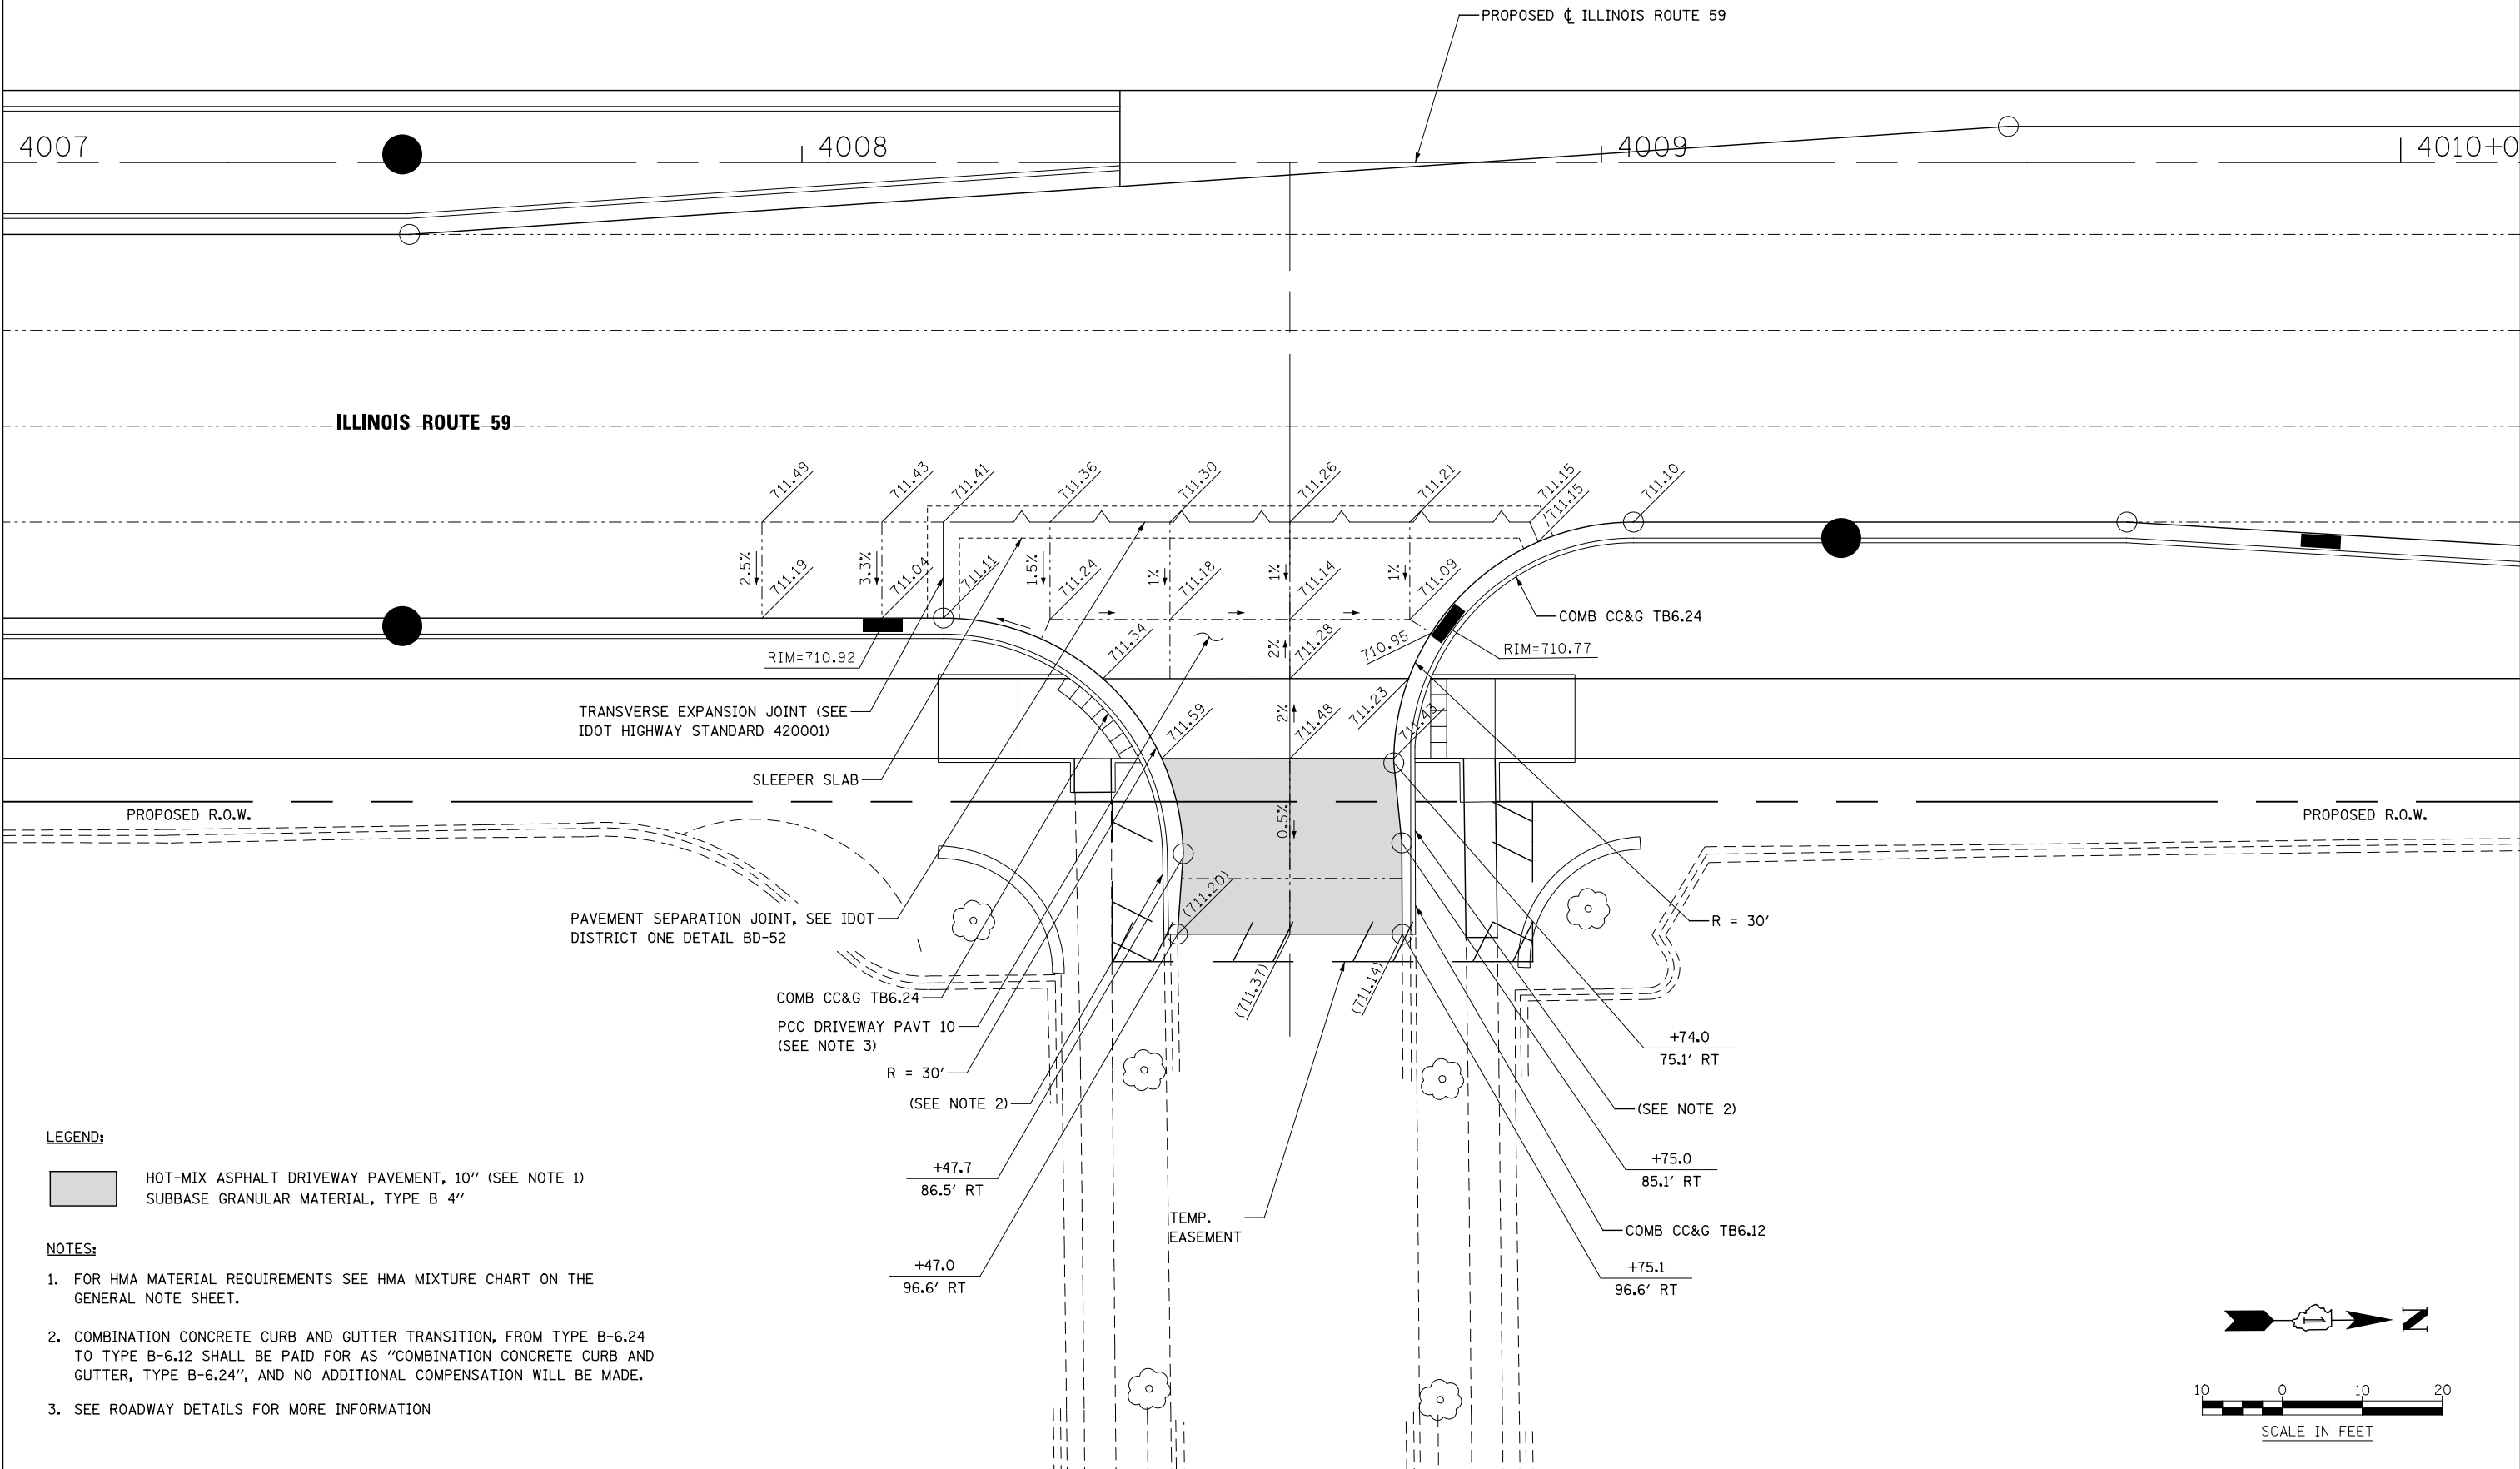 PROPOSED ℄ ILLINOIS ROUTE 59
4007
4008
4009
4010+0
ILLINOIS ROUTE 59
711.49
711.43
711.41
711.36
711.30
711.26
711.21
711.15
711.15
711.10
2.5%
3.3%
1.5%
1%
1%
1%
711.19
711.04
711.11
711.24
711.18
711.14
711.09
COMB CC&G TB6.24
RIM=710.92
711.34
2%
711.28
710.95
RIM=710.77
TRANSVERSE EXPANSION JOINT (SEE
IDOT HIGHWAY STANDARD 420001)
711.59
2%
711.48
711.23
711.43
SLEEPER SLAB
PROPOSED R.O.W.
PROPOSED R.O.W.
0.5%
(711.20)
PAVEMENT SEPARATION JOINT, SEE IDOT
DISTRICT ONE DETAIL BD-52
R = 30'
(711.37)
(711.14)
COMB CC&G TB6.24
PCC DRIVEWAY PAVT 10
(SEE NOTE 3)
+74.0
75.1' RT
R = 30'
(SEE NOTE 2)
(SEE NOTE 2)
+47.7
86.5' RT
+75.0
85.1' RT
TEMP.
EASEMENT
COMB CC&G TB6.12
+47.0
96.6' RT
+75.1
96.6' RT
LEGEND:
HOT-MIX ASPHALT DRIVEWAY PAVEMENT, 10" (SEE NOTE 1)
SUBBASE GRANULAR MATERIAL, TYPE B 4"
NOTES:
1. FOR HMA MATERIAL REQUIREMENTS SEE HMA MIXTURE CHART ON THE
GENERAL NOTE SHEET.
2. COMBINATION CONCRETE CURB AND GUTTER TRANSITION, FROM TYPE B-6.24
TO TYPE B-6.12 SHALL BE PAID FOR AS "COMBINATION CONCRETE CURB AND
GUTTER, TYPE B-6.24", AND NO ADDITIONAL COMPENSATION WILL BE MADE.
3. SEE ROADWAY DETAILS FOR MORE INFORMATION
N
10 0 10 20
SCALE IN FEET